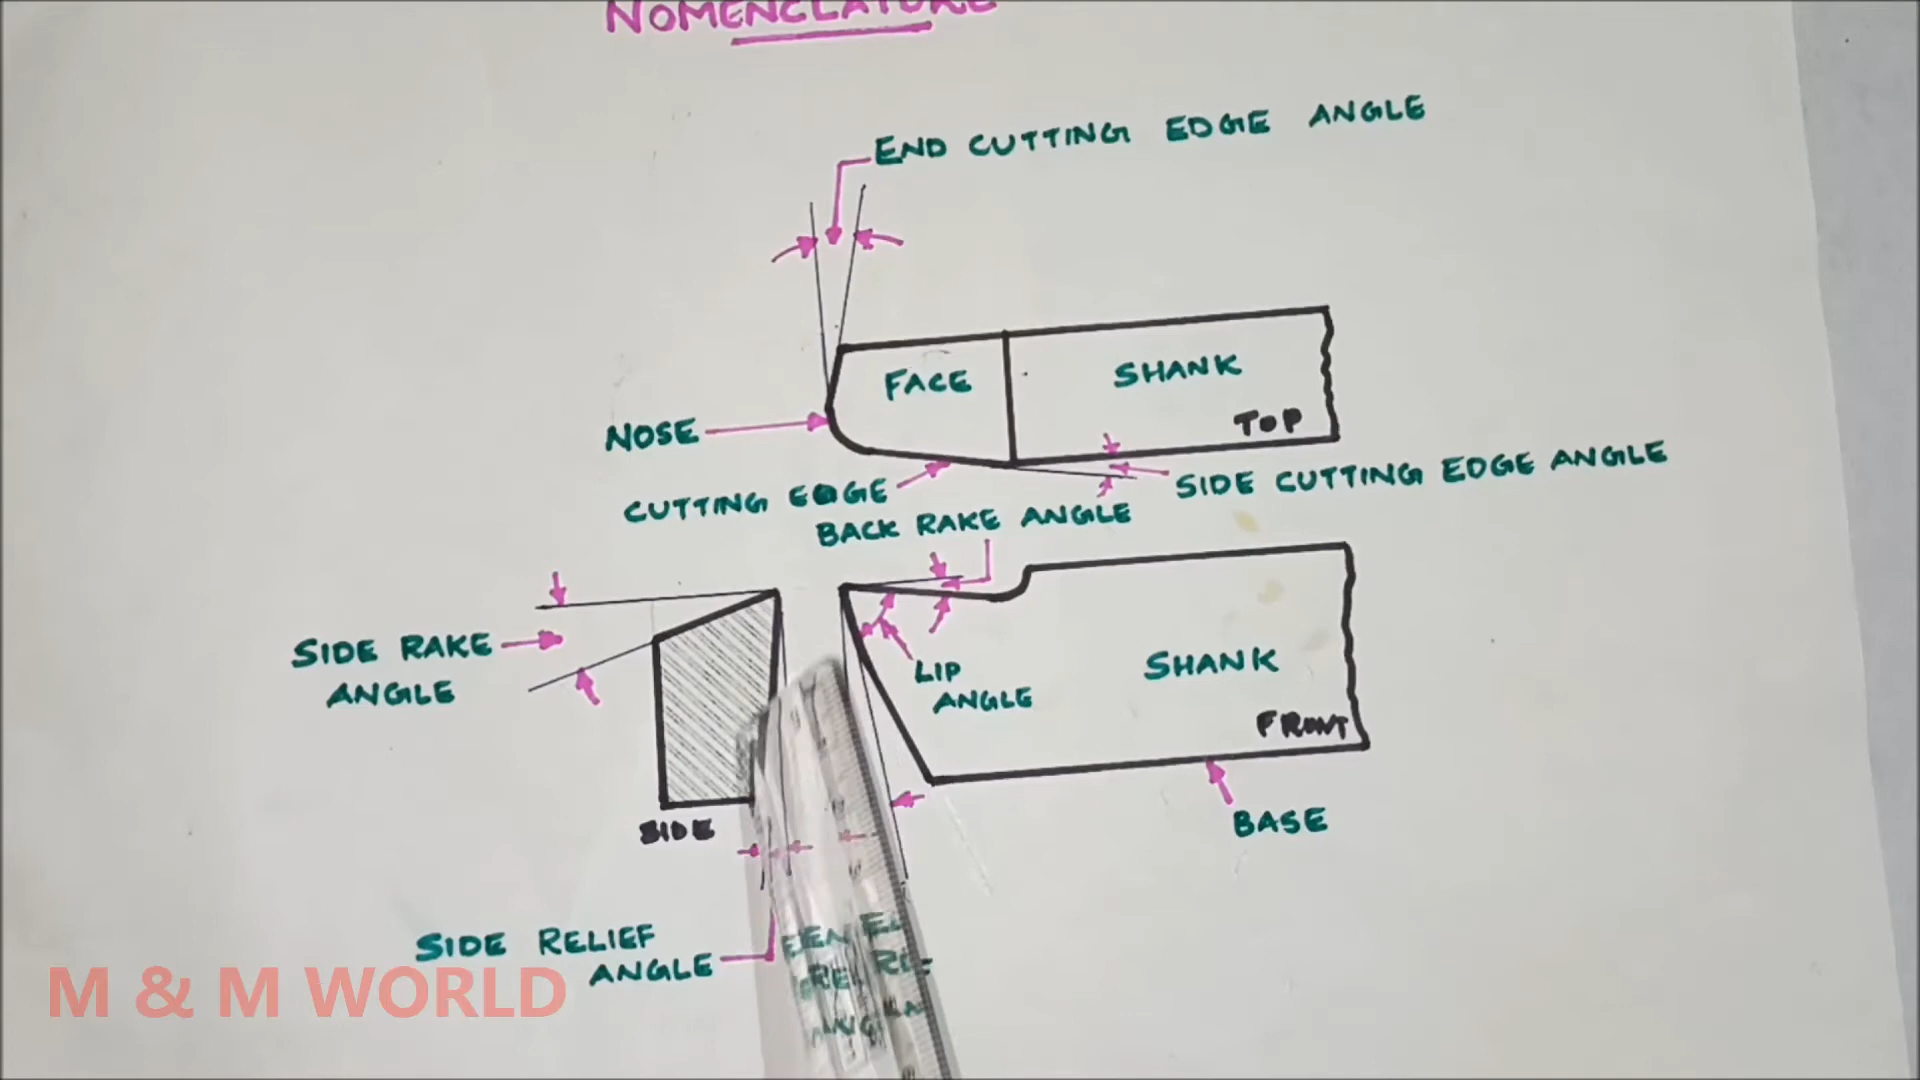 NOMENCLATURE
END CUTTING EDGE ANGLE
FACE
SHANK
TOP
NOSE
CUTTING EDGE
SIDE CUTTING EDGE ANGLE
BACK RAKE ANGLE
SIDE RAKE
ANGLE
LIP
ANGLE
SHANK
FRONT
BASE
SIDE
SIDE RELIEF
ANGLE
M & M WORLD